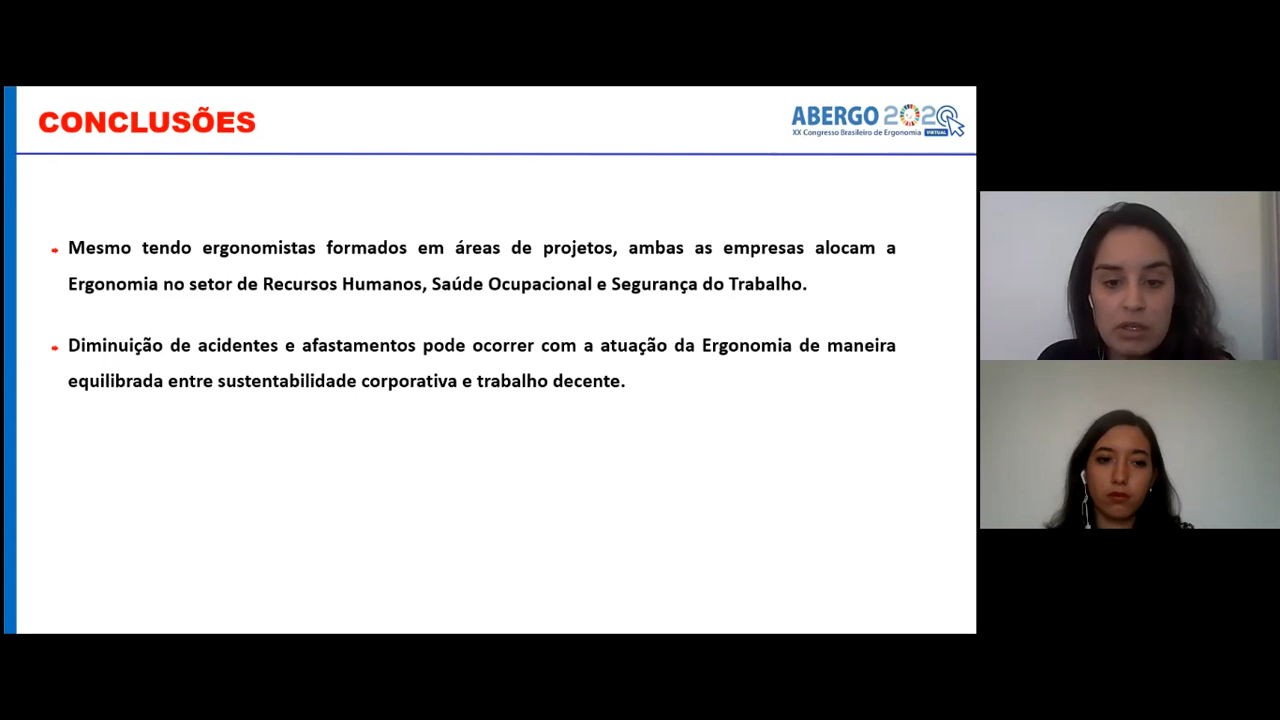 CONCLUSÕES
ABERGO 2020
XX Congresso Brasileiro de Ergonomia VIRTUAL
Mesmo tendo ergonomistas formados em áreas de projetos, ambas as empresas alocam a
Ergonomia no setor de Recursos Humanos, Saúde Ocupacional e Segurança do Trabalho.
Diminuição de acidentes e afastamentos pode ocorrer com a atuação da Ergonomia de maneira
equilibrada entre sustentabilidade corporativa e trabalho decente.